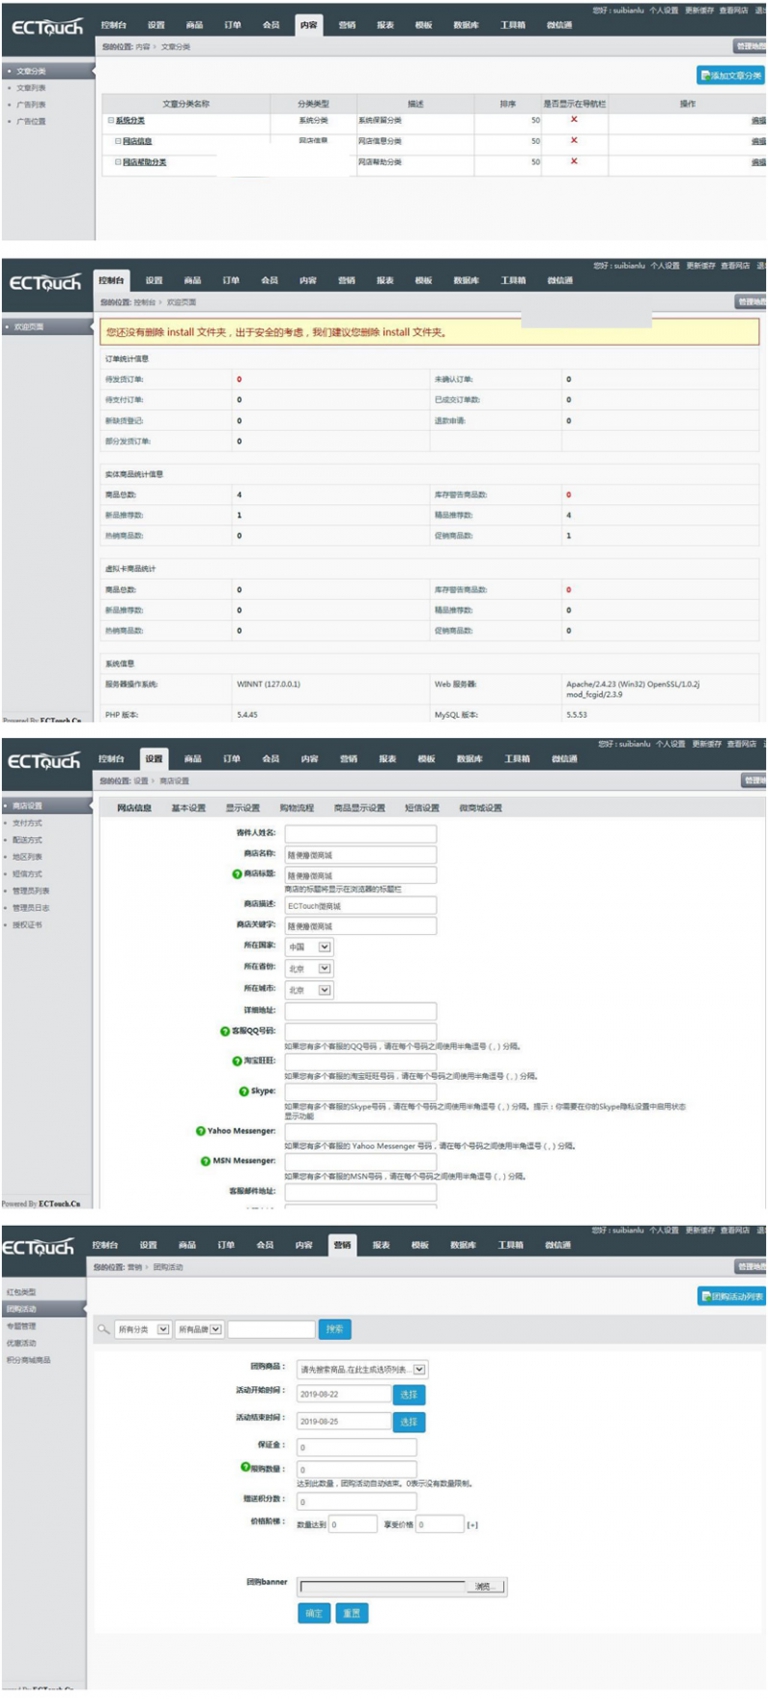 您好：suibianlu 个人设置 更新缓存 查看网店
ECTouch 控制台 设置 商品 订单 会员 内容 营销 报表 模板 数据库 工具箱 微信通
您的位置: 内容 › 文章分类 管理地图
文章分类
文章列表
广告列表
广告位置
添加文章分类
文章分类名称 分类类型 描述 排序 是否显示在导航栏 操作
系统分类 系统分类 系统保留分类 50 编辑
网店信息 网店信息 网店信息分类 50 编辑
网店帮助分类 网店帮助分类 50 编辑
您好：suibianlu 个人设置 更新缓存 查看网店
ECTouch 控制台 设置 商品 订单 会员 内容 营销 报表 模板 数据库 工具箱 微信通
您的位置: 控制台 › 欢迎页面 管理地图
欢迎页面
您还没有删除 install 文件夹，出于安全的考虑，我们建议您删除 install 文件夹。
订单统计信息
待发货订单: 0 未确认订单: 0
待支付订单: 0 已成交订单数: 0
新缺货登记: 0 退款申请: 0
部分发货订单: 0
实体商品统计信息
商品总数: 4 库存警告商品数: 0
新品推荐数: 1 精品推荐数: 4
热销商品数: 0 促销商品数: 1
虚拟卡商品统计
商品总数: 0 库存警告商品数: 0
新品推荐数: 0 精品推荐数: 0
热销商品数: 0 促销商品数: 0
系统信息
服务器操作系统: WINNT (127.0.0.1) Web 服务器: Apache/2.4.23 (Win32) OpenSSL/1.0.2j
mod_fcgid/2.3.9
PHP 版本: 5.4.45 MySQL 版本: 5.5.53
Powered By ECTouch.Cn
您好：suibianlu 个人设置 更新缓存 查看网店
ECTouch 控制台 设置 商品 订单 会员 内容 营销 报表 模板 数据库 工具箱 微信通
您的位置: 设置 › 商店设置 管理地
商店设置
支付方式
配送方式
地区列表
短信方式
管理员列表
管理员日志
授权证书
网店信息 基本设置 显示设置 购物流程 商品显示设置 短信设置 微商城设置
寄件人姓名:
商店名称: 随便撸微商城
商店标题: 随便撸微商城
商店的标题将显示在浏览器的标题栏
商店描述: ECTouch微商城
商店关键字: 随便撸微商城
所在国家: 中国
所在省份: 北京
所在城市: 北京
详细地址:
客服QQ号码:
如果您有多个客服的QQ号码，请在每个号码之间使用半角逗号 ( , ) 分隔。
淘宝旺旺:
如果您有多个客服的淘宝旺旺号码，请在每个号码之间使用半角逗号 ( , ) 分隔。
Skype:
如果您有多个客服的Skype号码，请在每个号码之间使用半角逗号 ( , ) 分隔。提示：你需要在你的Skype隐私设置中启用状态
显示功能
Yahoo Messenger:
如果您有多个客服的 Yahoo Messenger 号码，请在每个号码之间使用半角逗号 ( , ) 分隔。
MSN Messenger:
如果您有多个客服的MSN号码，请在每个号码之间使用半角逗号 ( , ) 分隔。
客服邮件地址:
Powered By ECTouch.Cn
您好：suibianlu 个人设置 更新缓存 查看网店
ECTouch 控制台 设置 商品 订单 会员 内容 营销 报表 模板 数据库 工具箱 微信通
您的位置: 营销 › 团购活动 管理地图
红包类型
团购活动
专题管理
优惠活动
积分商城商品
团购活动列表
所有分类 所有品牌 搜索
团购商品： 请先搜索商品,在此生成选项列表...
活动开始时间： 2019-08-22 选择
活动结束时间： 2019-08-25 选择
保证金： 0
限购数量： 0
达到此数量，团购活动自动结束。0表示没有数量限制。
赠送积分数： 0
价格阶梯： 数量达到 0 享受价格 0 [+]
团购banner 浏览...
确定 重置